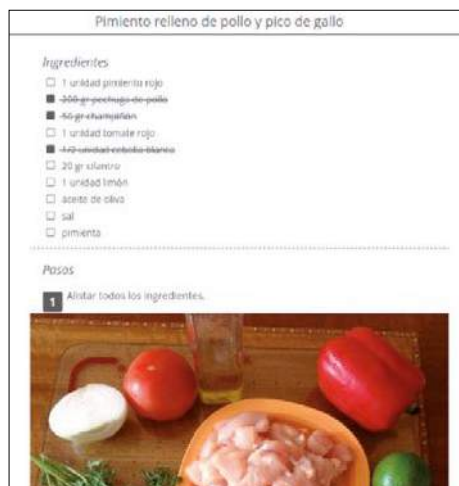 Pimiento relleno de pollo y pico de gallo
Ingredientes
1 unidad pimiento rojo
200 gr pechuga de pollo
50 gr champiñón
1 unidad tomate rojo
1/2 unidad cebolla blanca
20 gr cilantro
1 unidad limón
aceite de oliva
sal
pimienta
Pasos
1 Alistar todos los ingredientes.